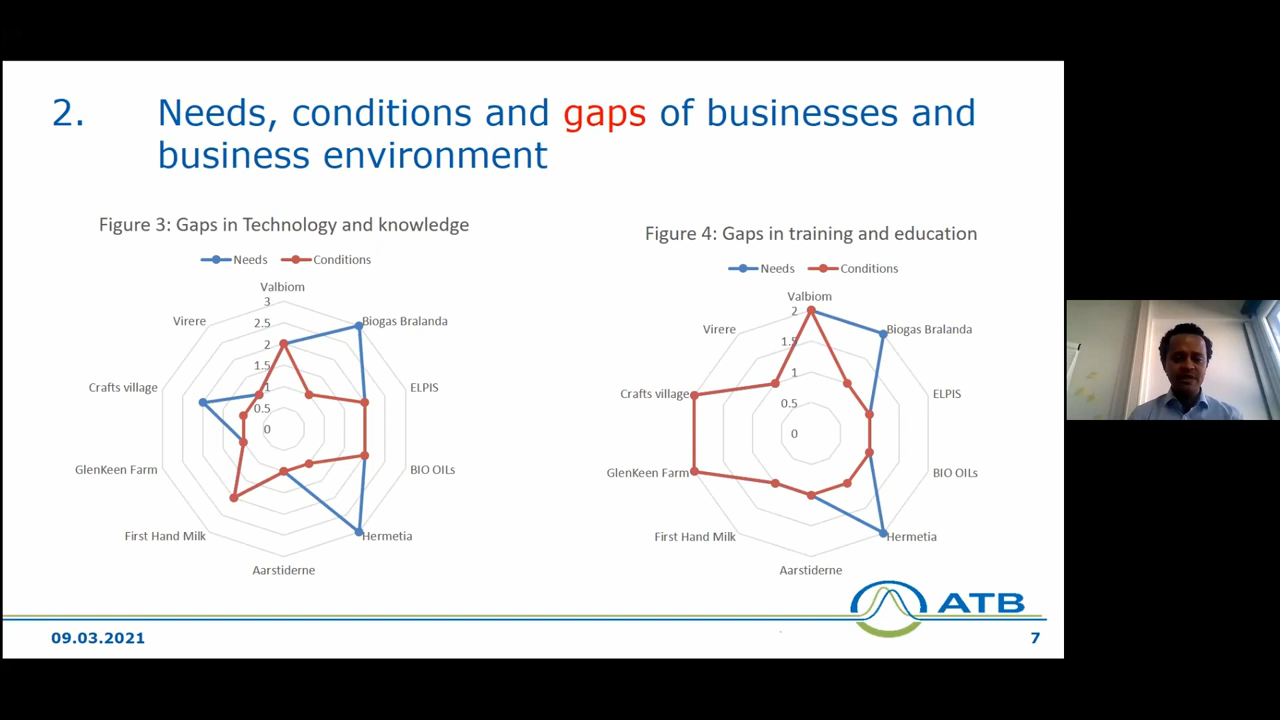 2. Needs, conditions and gaps of businesses and
business environment
Figure 3: Gaps in Technology and knowledge
Needs Conditions
Valbiom
3
Virere
Biogas Bralanda
2.5
2
1.5
Crafts village
ELPIS
1
0.5
0
GlenKeen Farm
BIO OILs
First Hand Milk
Hermetia
Aarstiderne
Figure 4: Gaps in training and education
Needs Conditions
Valbiom
2
Virere
Biogas Bralanda
1.5
1
Crafts village
ELPIS
0.5
0
GlenKeen Farm
BIO OILs
First Hand Milk
Hermetia
Aarstiderne
ATB
09.03.2021
7